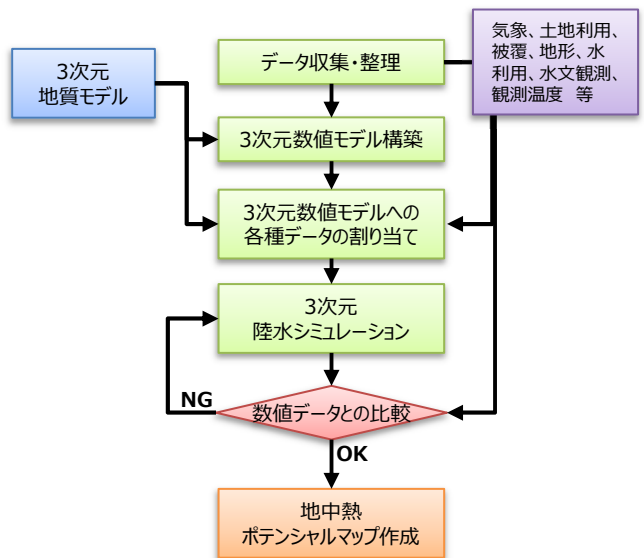 3次元
地質モデル
データ収集・整理
気象、土地利用、
被覆、地形、水
利用、水文観測、
観測温度 等
3次元数値モデル構築
3次元数値モデルへの
各種データの割り当て
3次元
陸水シミュレーション
数値データとの比較
NG
OK
地中熱
ポテンシャルマップ作成